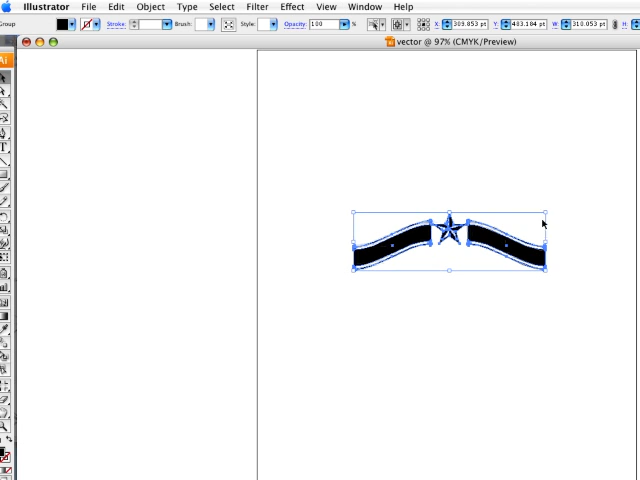 Illustrator File Edit Object Type Select Filter Effect View Window Help
Group Stroke: Brush: Style: Opacity: 100 % X: 309.853 pt Y: 403.184 pt W: 310.053 pt H:
vector @ 97% (CMYK/Preview)
Ai
T